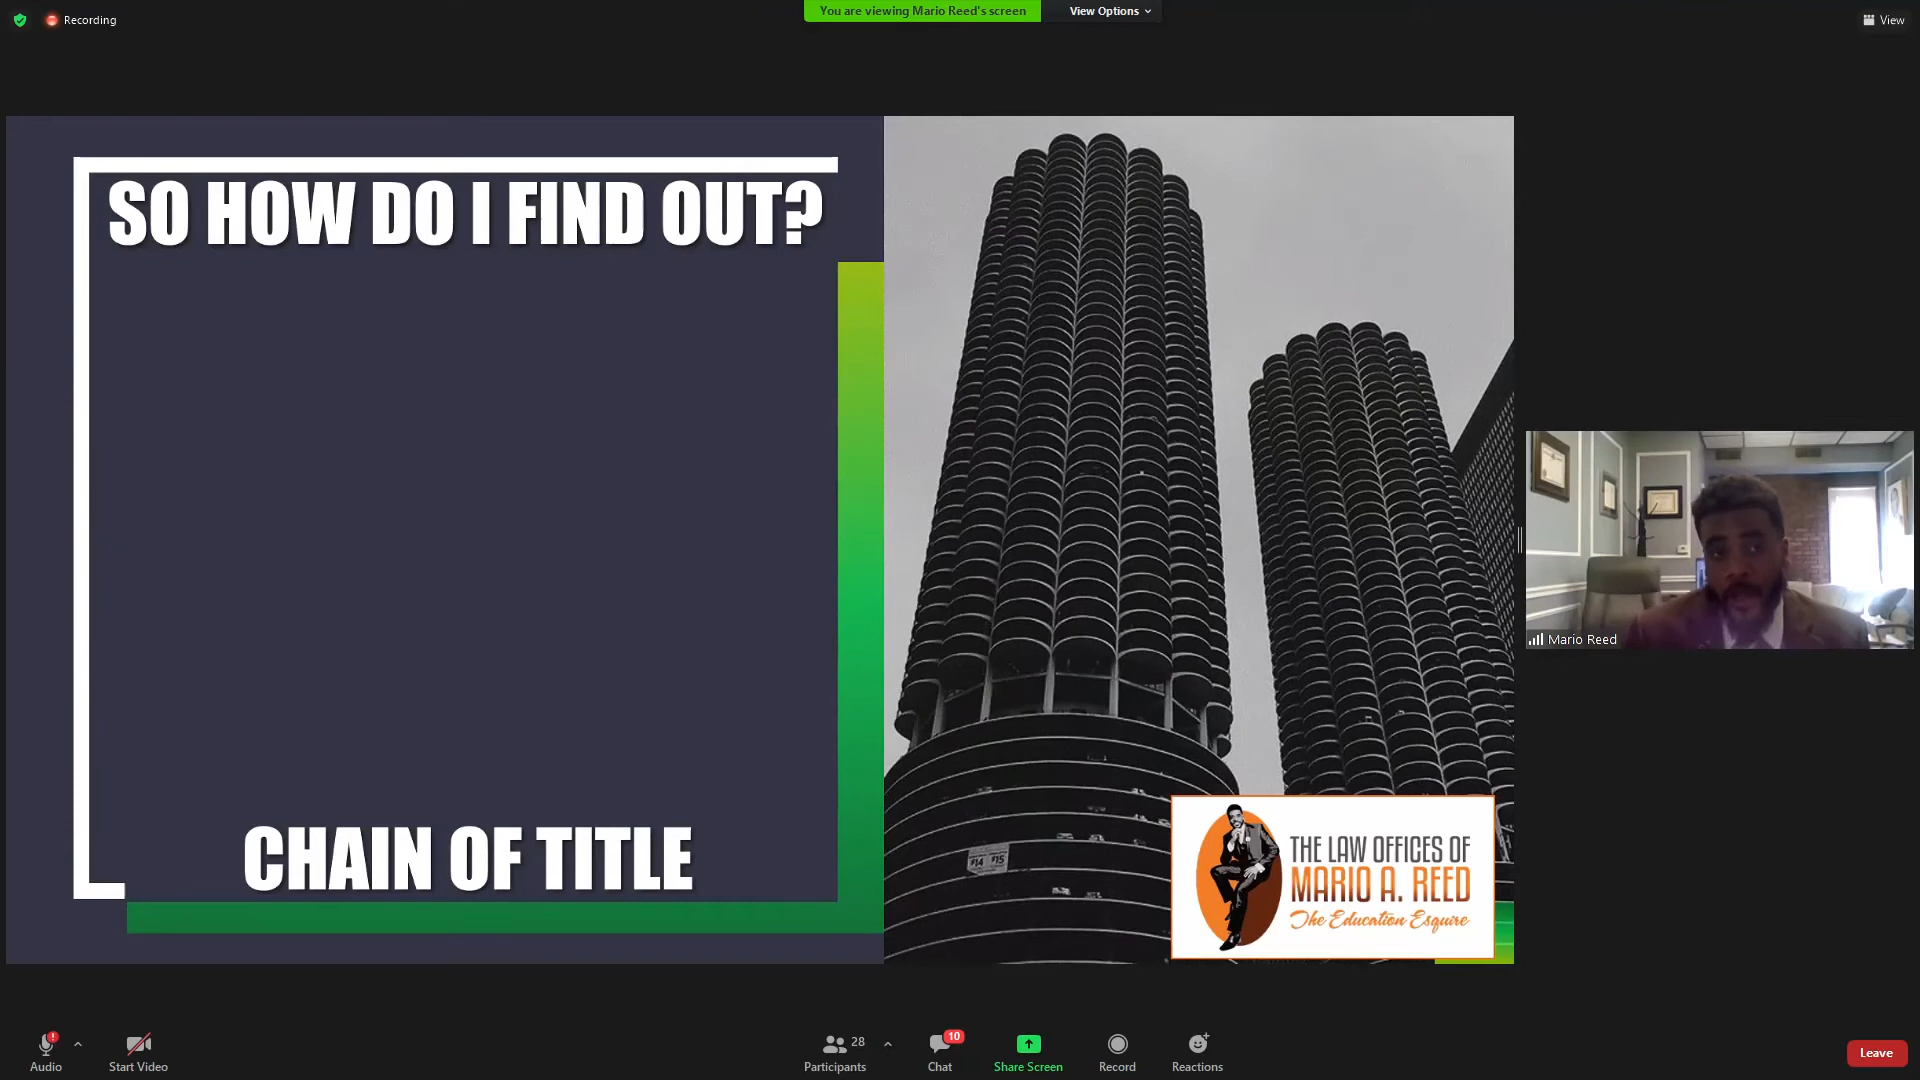 Recording
You are viewing Mario Reed's screen
View Options
View
SO HOW DO I FIND OUT?
CHAIN OF TITLE
$14 $15
THE LAW OFFICES OF
MARIO A. REED
The Education Esquire
Mario Reed
Audio
Start Video
28
Participants
10
Chat
Share Screen
Record
Reactions
Leave